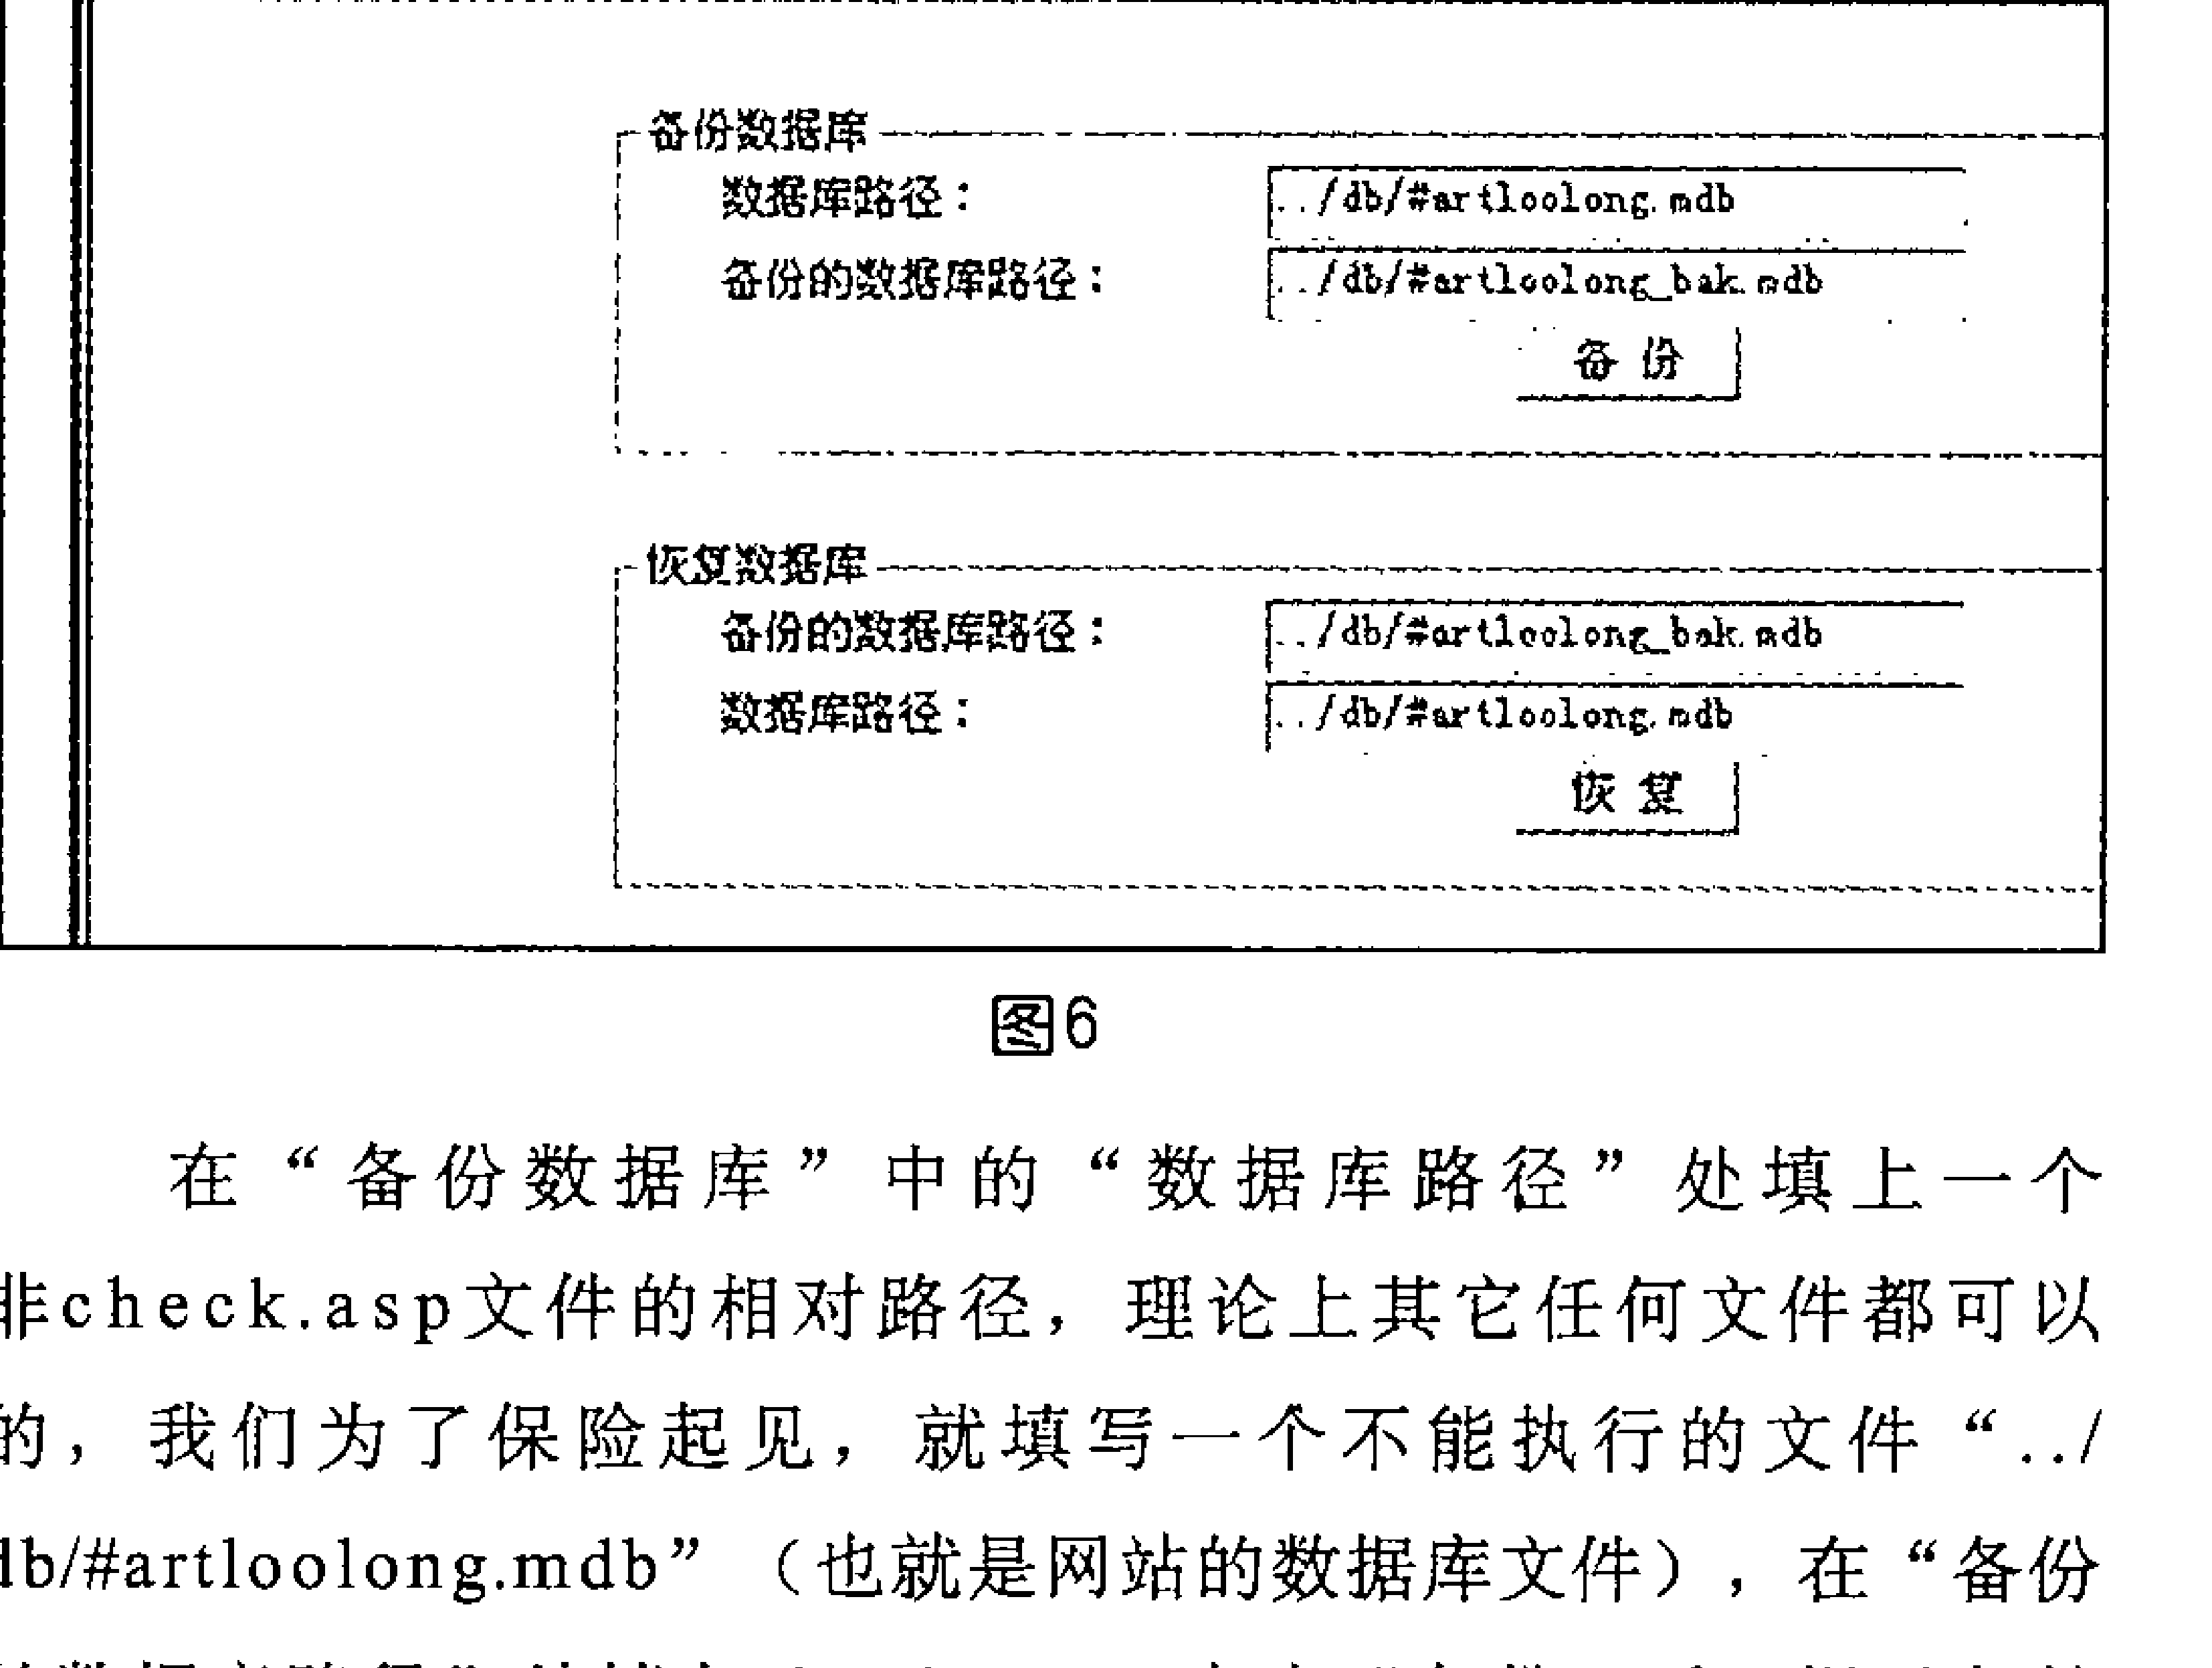 备份数据库
数据库路径：
../db/#artloolong.mdb
备份的数据库路径：
../db/#artloolong_bak.mdb
备 份
恢复数据库
备份的数据库路径：
../db/#artloolong_bak.mdb
数据库路径：
../db/#artloolong.mdb
恢 复
图6
在“备份数据库”中的“数据库路径”处填上一个
非check.asp文件的相对路径，理论上其它任何文件都可以
的，我们为了保险起见，就填写一个不能执行的文件“../
db/#artloolong.mdb”（也就是网站的数据库文件），在“备份